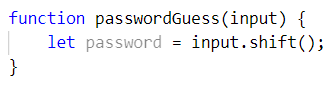 function passwordGuess(input) {
    let password = input.shift();
}